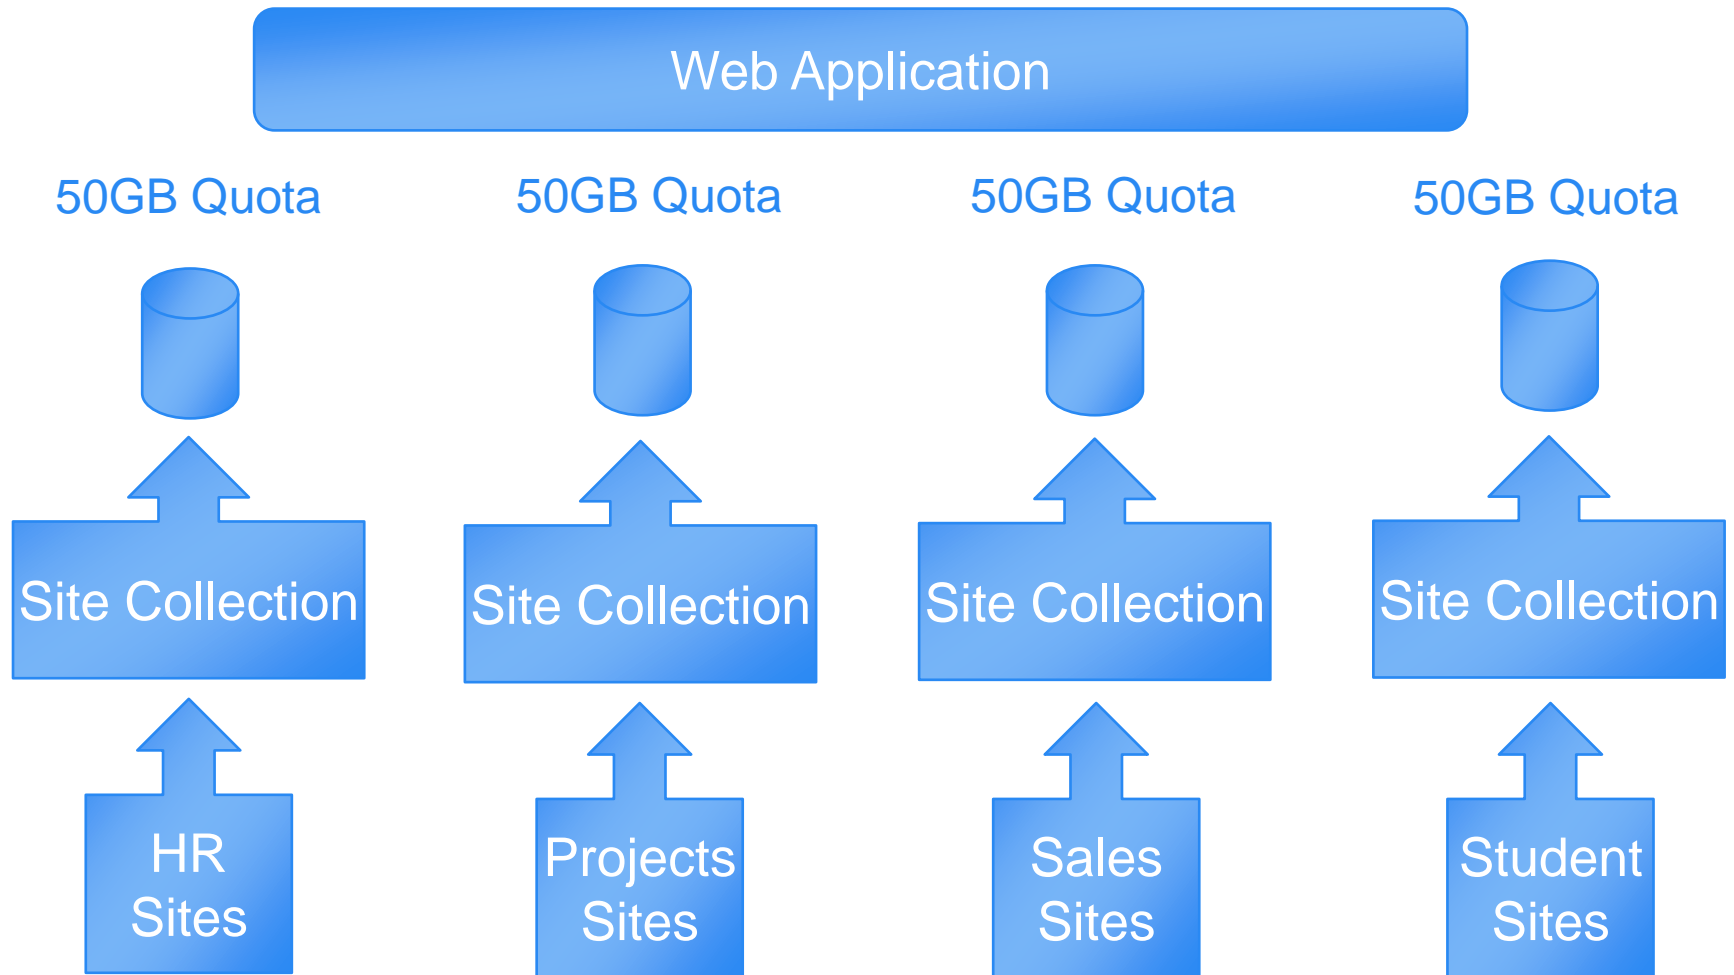 Web Application
50GB Quota
50GB Quota
50GB Quota
50GB Quota
Site Collection
Site Collection
Site Collection
Site Collection
HR
Sites
Projects
Sites
Sales
Sites
Student
Sites